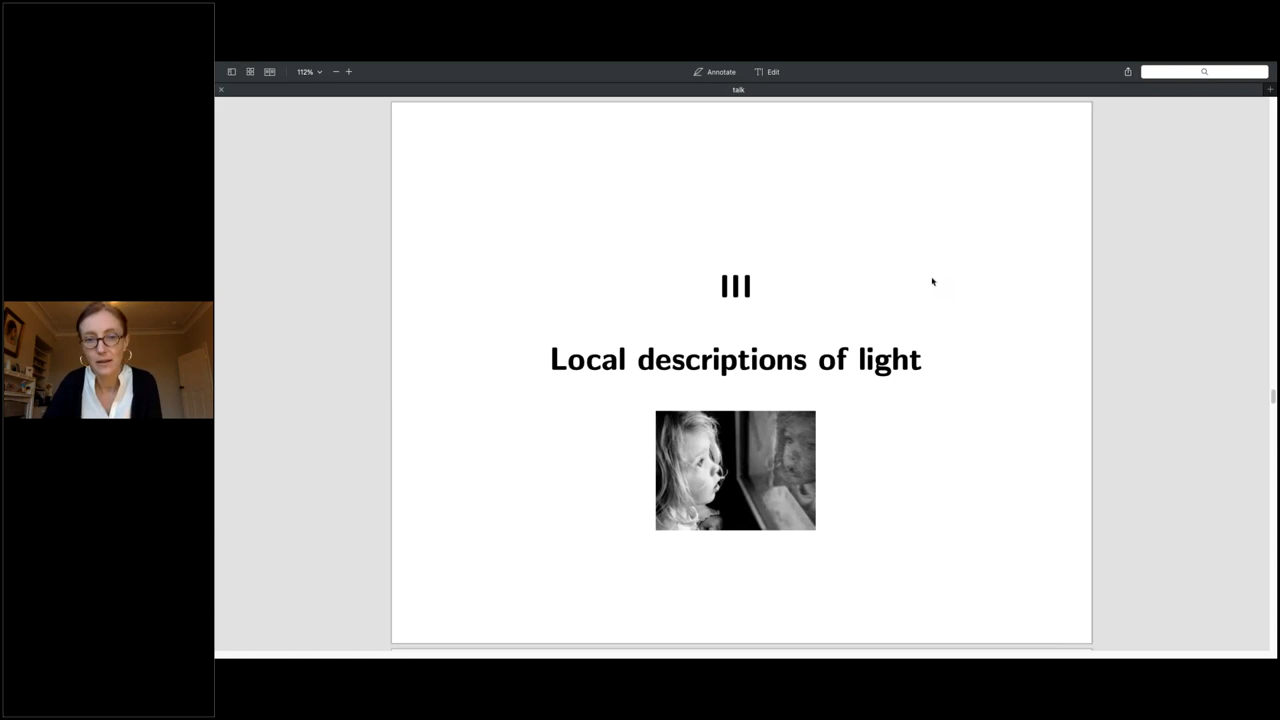 112%
Annotate
Edit
talk
III
Local descriptions of light